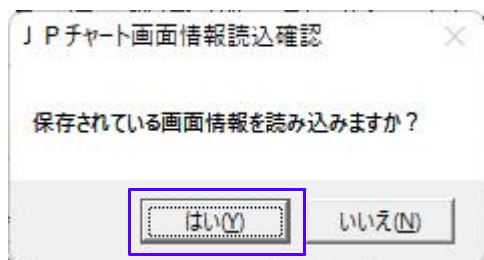 ＪＰチャート画面情報読込確認
保存されている画面情報を読み込みますか？
はい(Y)
いいえ(N)